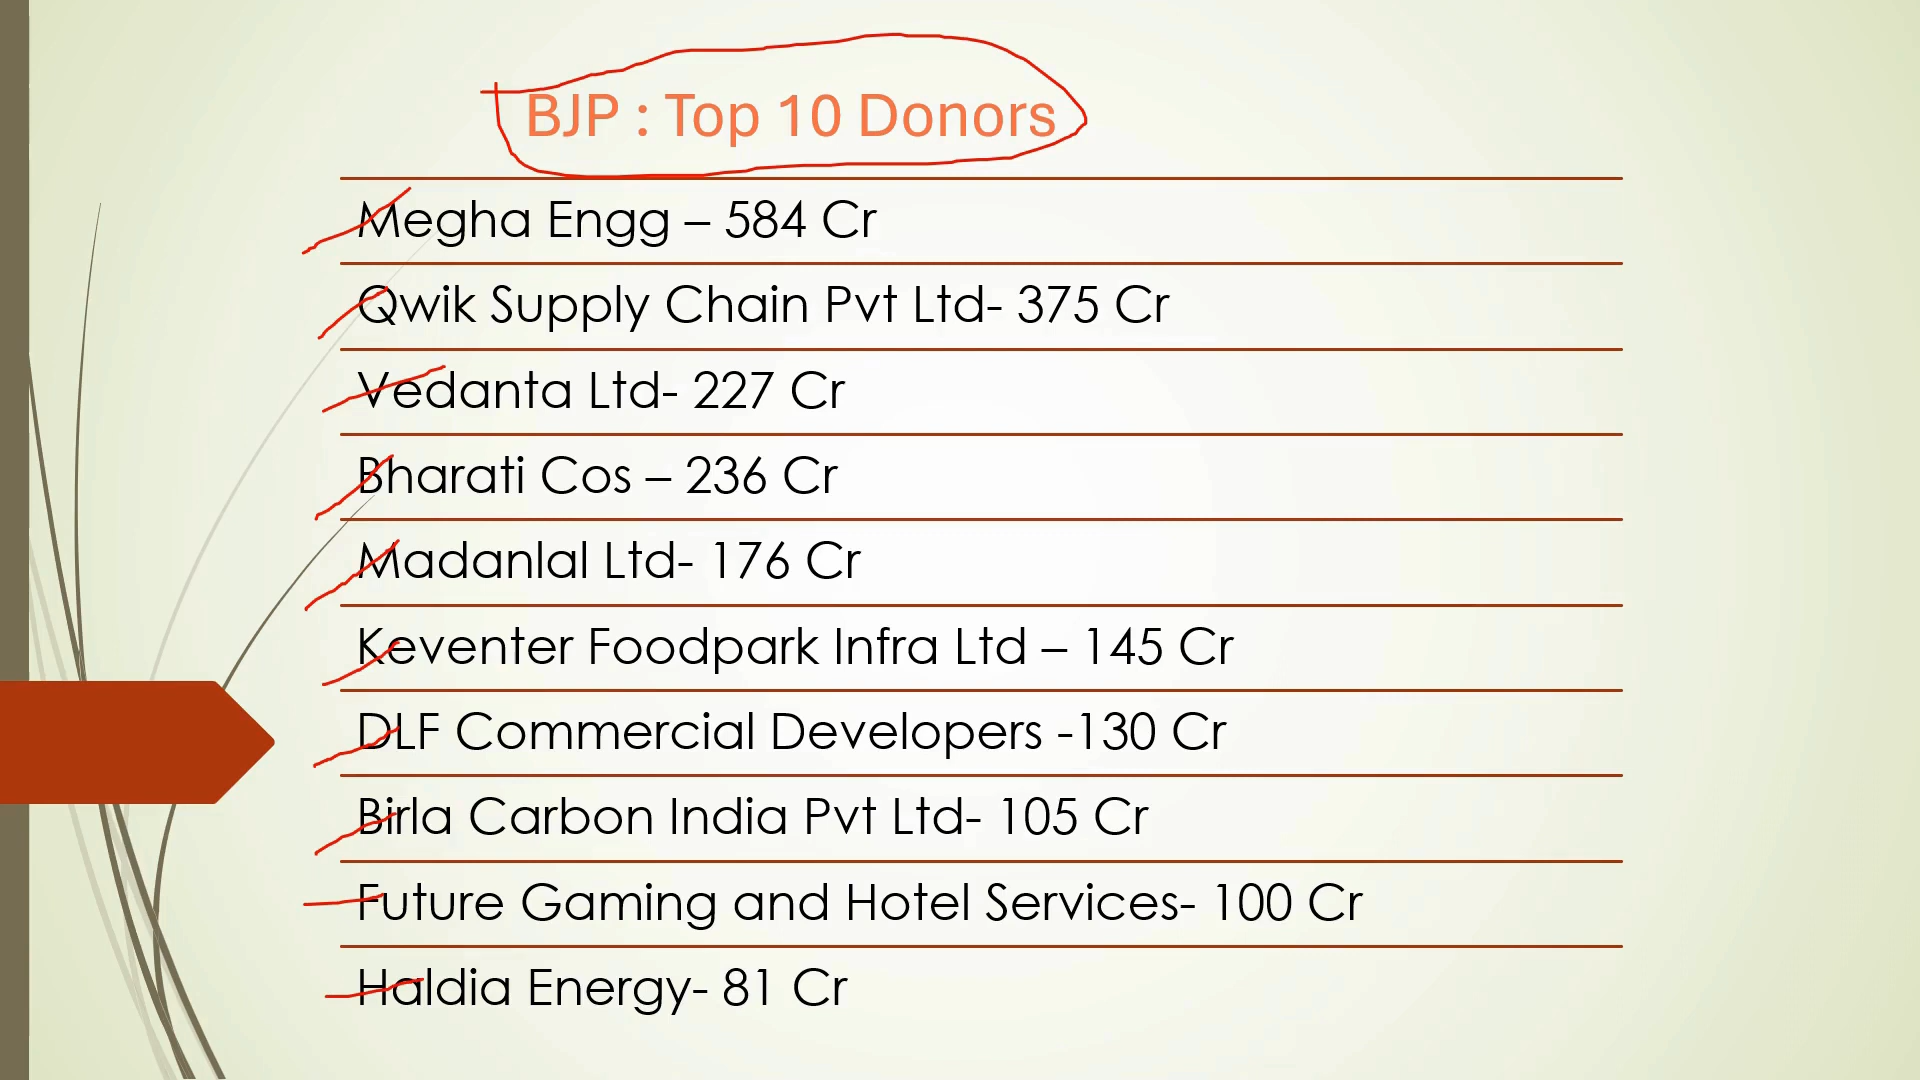 BJP : Top 10 Donors
Megha Engg – 584 Cr
Qwik Supply Chain Pvt Ltd- 375 Cr
Vedanta Ltd- 227 Cr
Bharati Cos – 236 Cr
Madanlal Ltd- 176 Cr
Keventer Foodpark Infra Ltd – 145 Cr
DLF Commercial Developers -130 Cr
Birla Carbon India Pvt Ltd- 105 Cr
Future Gaming and Hotel Services- 100 Cr
Haldia Energy- 81 Cr